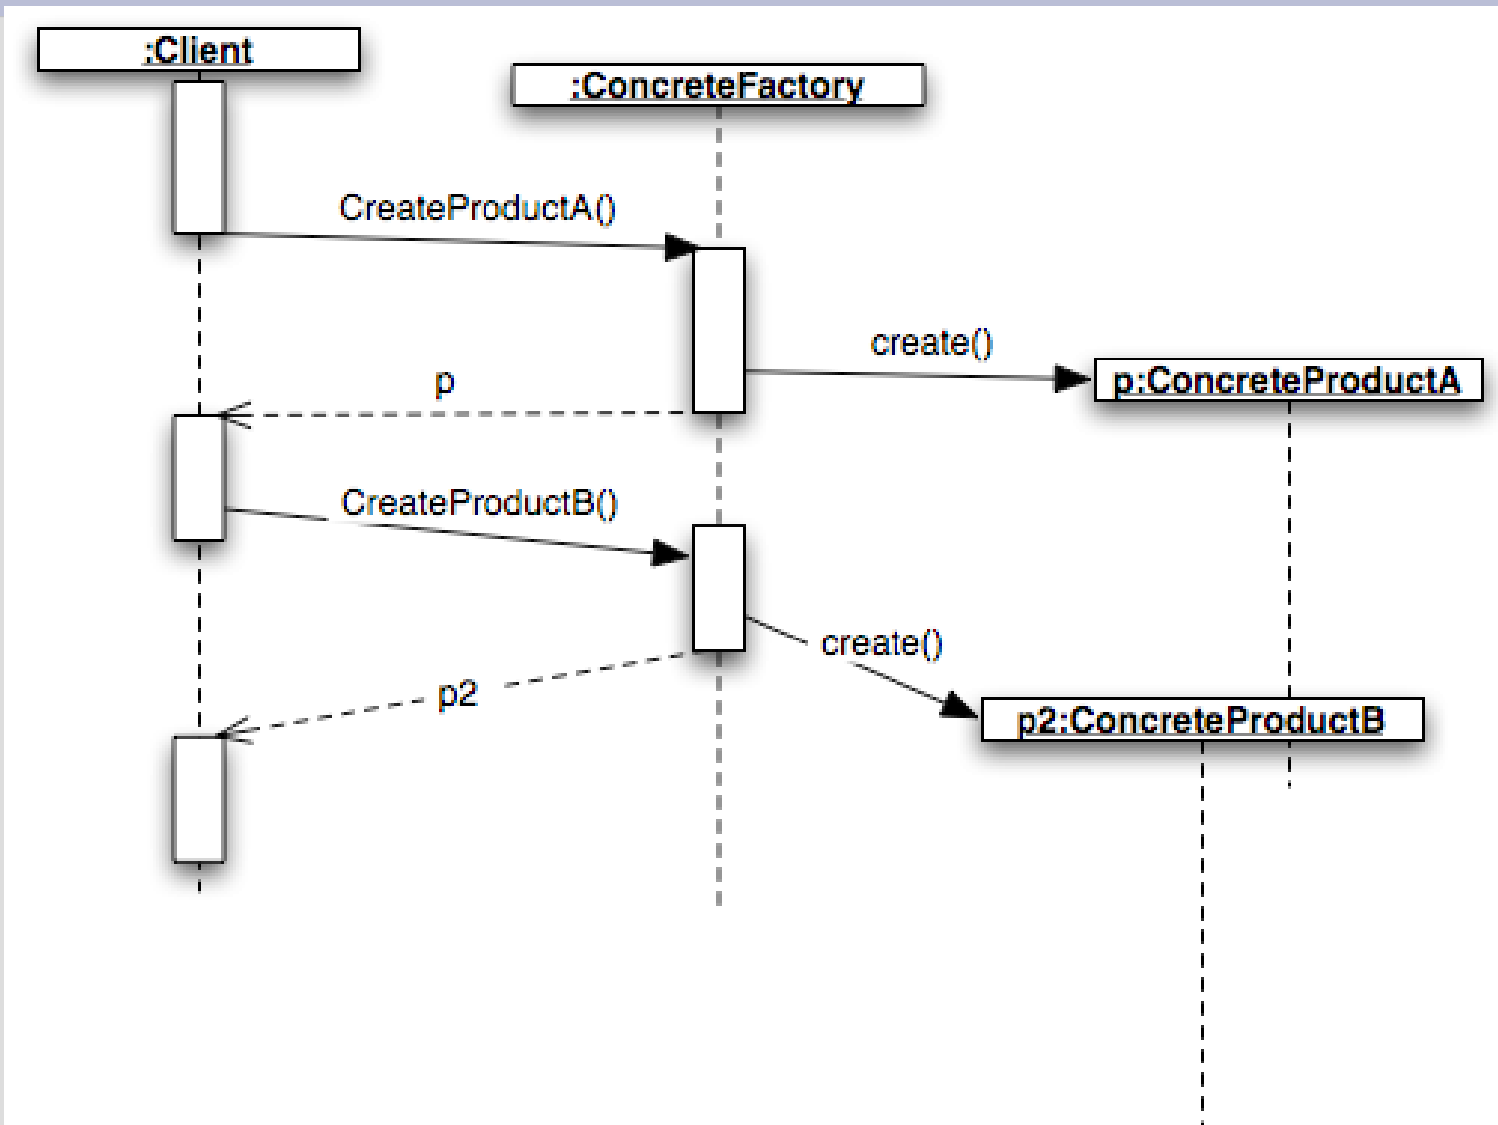 :Client
:ConcreteFactory
CreateProductA()
create()
p:ConcreteProductA
p
CreateProductB()
create()
p2
p2:ConcreteProductB